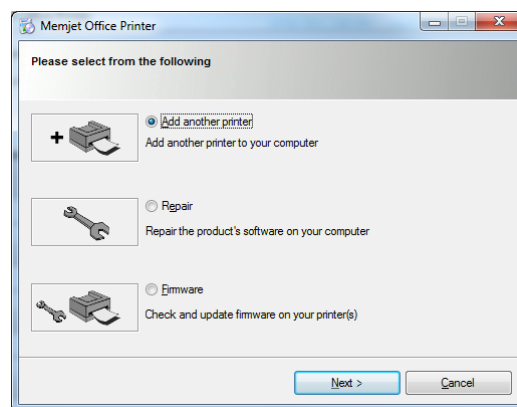 Memjet Office Printer
Please select from the following
Add another printer
Add another printer to your computer
Repair
Repair the product's software on your computer
Firmware
Check and update firmware on your printer(s)
Next >
Cancel